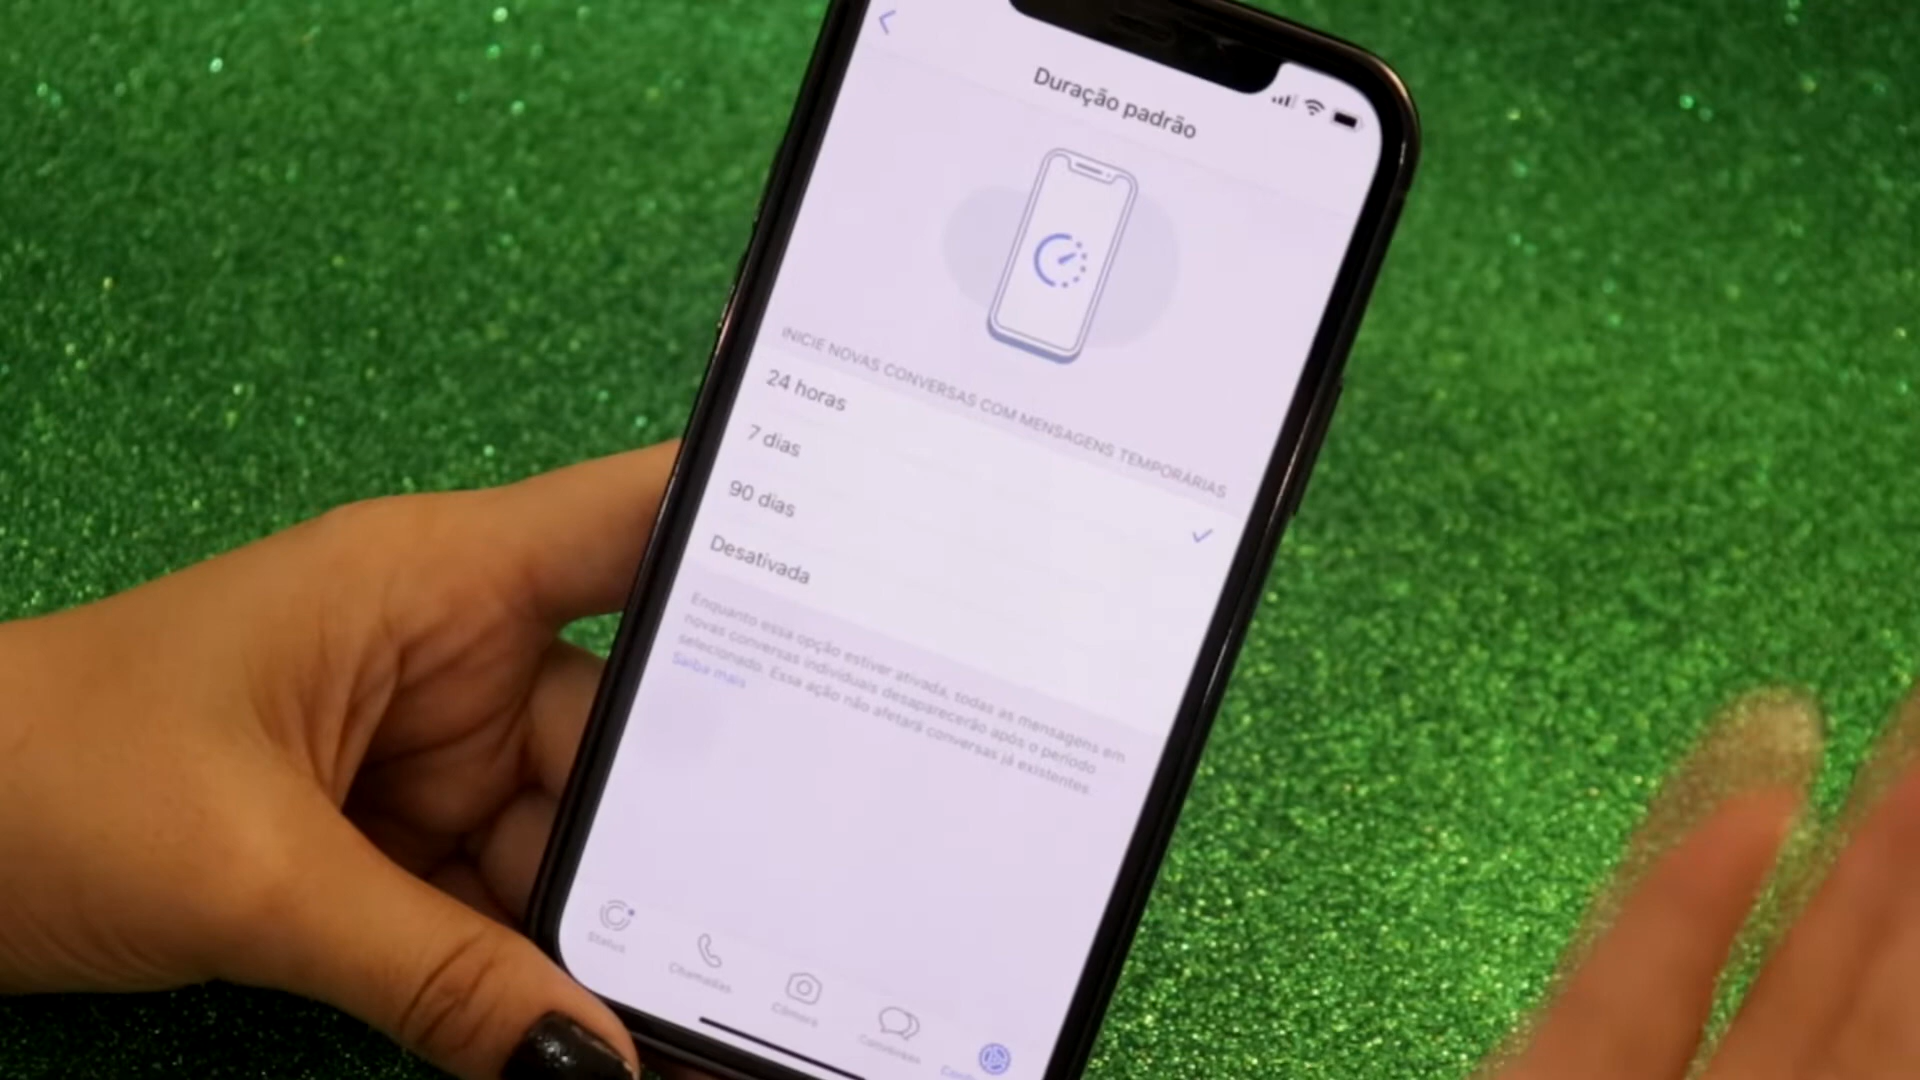 Duração padrão
INICIE NOVAS CONVERSAS COM MENSAGENS TEMPORÁRIAS
24 horas
7 dias
90 dias
Desativada
Enquanto essa opção estiver ativada, todas as mensagens em
novas conversas individuais desaparecerão após o período
selecionado. Essa ação não afetará conversas já existentes.
Saiba mais
Status
Chamadas
Câmera
Conversas